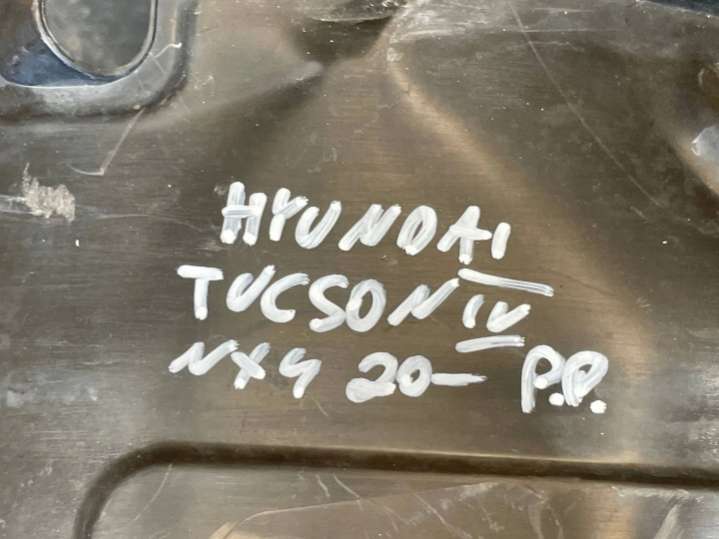 HYUNDAI
TUCSON IV
NX4 20- P.P.